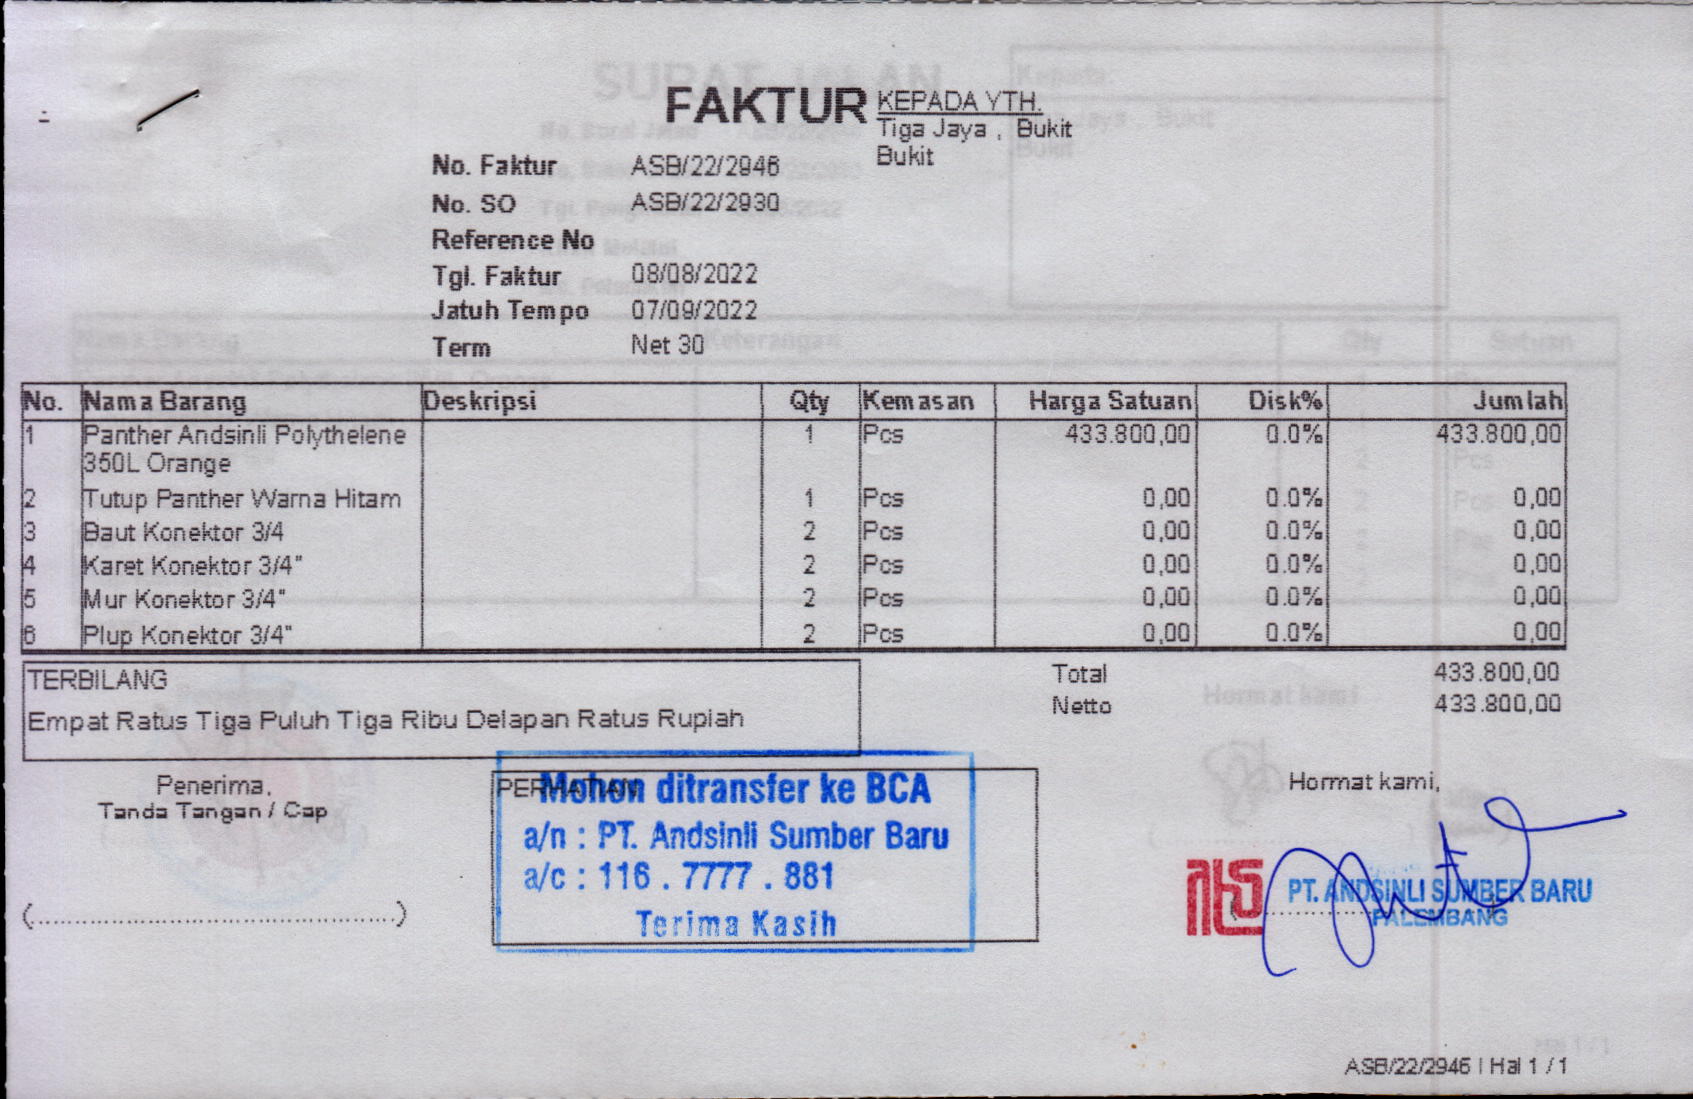 FAKTUR
KEPADA YTH.
Tiga Jaya , Bukit
Bukit
No. Faktur ASB/22/2946
No. SO ASB/22/2930
Reference No
Tgl. Faktur 08/08/2022
Jatuh Tempo 07/09/2022
Term Net 30
No. Nama Barang Deskripsi Qty Kemasan Harga Satuan Disk% Jumlah
1 Panther Andsinli Polythelene 1 Pcs 433.800,00 0.0% 433.800,00
350L Orange
2 Tutup Panther Warna Hitam 1 Pcs 0,00 0.0% 0,00
3 Baut Konektor 3/4 2 Pcs 0,00 0.0% 0,00
4 Karet Konektor 3/4" 2 Pcs 0,00 0.0% 0,00
5 Mur Konektor 3/4" 2 Pcs 0,00 0.0% 0,00
6 Plup Konektor 3/4" 2 Pcs 0,00 0.0% 0,00
TERBILANG
Empat Ratus Tiga Puluh Tiga Ribu Delapan Ratus Rupiah
Total 433.800,00
Netto 433.800,00
Penerima,
Tanda Tangan / Cap
(...............................................)
Mohon ditransfer ke BCA
a/n : PT. Andsinli Sumber Baru
a/c : 116 . 7777 . 881
Terima Kasih
Hormat kami,
PT. ANDSINLI SUMBER BARU
PALEMBANG
ASB/22/2946 | Hal 1 / 1